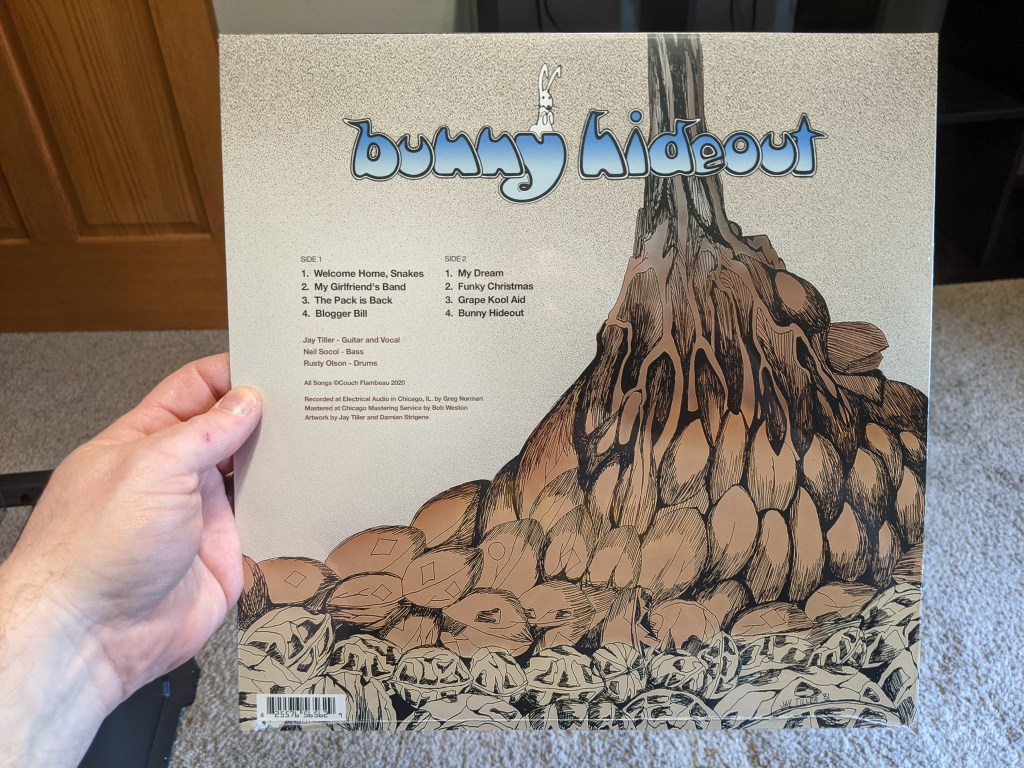 bunny hideout
SIDE 1
1. Welcome Home, Snakes
2. My Girlfriend's Band
3. The Pack is Back
4. Blogger Bill
SIDE 2
1. My Dream
2. Funky Christmas
3. Grape Kool Aid
4. Bunny Hideout
Jay Tiller - Guitar and Vocal
Neil Socol - Bass
Rusty Olson - Drums
All Songs ©Couch Flambeau 2020
Recorded at Electrical Audio in Chicago, IL. by Greg Norman
Mastered at Chicago Mastering Service by Bob Weston
Artwork by Jay Tiller and Damian Strigens